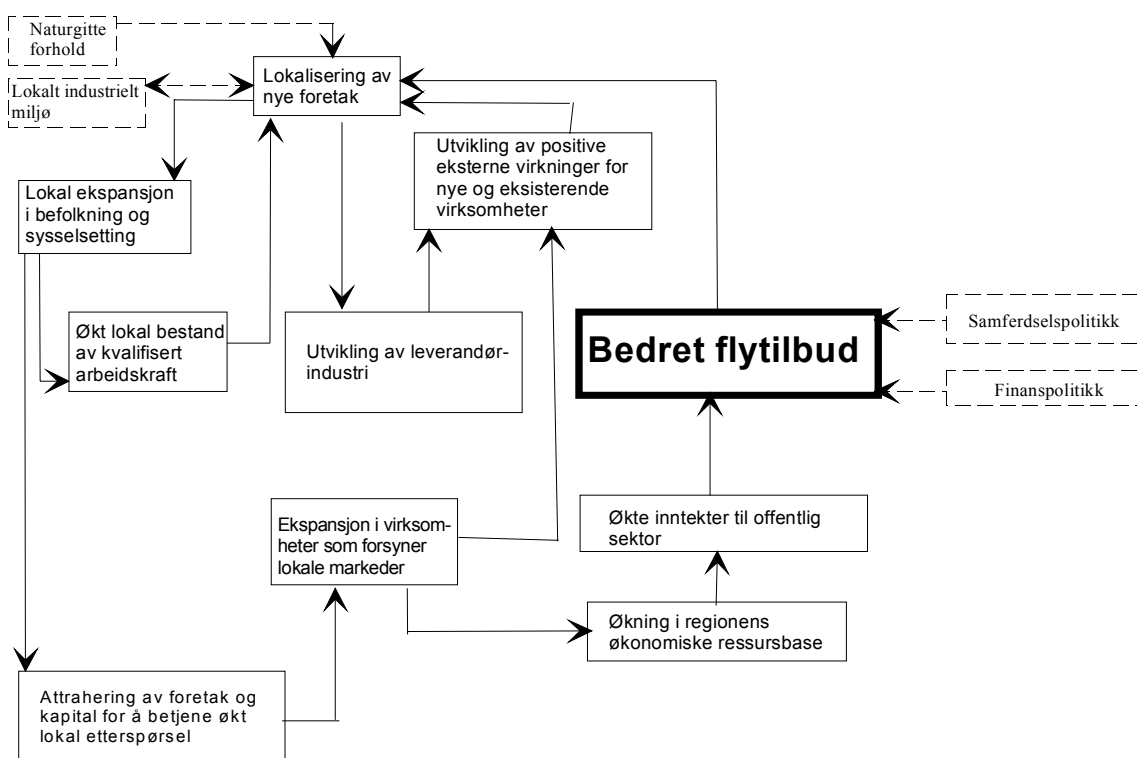 Naturgitte
forhold
Lokalt industrielt
miljø
Lokalisering av
nye foretak
Utvikling av positive
eksterne virkninger for
nye og eksisterende
virksomheter
Lokal ekspansjon
i befolkning og
sysselsetting
Økt lokal bestand
av kvalifisert
arbeidskraft
Utvikling av leverandør-
industri
Bedret flytilbud
Samferdselspolitikk
Finanspolitikk
Ekspansjon i virksom-
heter som forsyner
lokale markeder
Økte inntekter til offentlig
sektor
Økning i regionens
økonomiske ressursbase
Attrahering av foretak og
kapital for å betjene økt
lokal etterspørsel